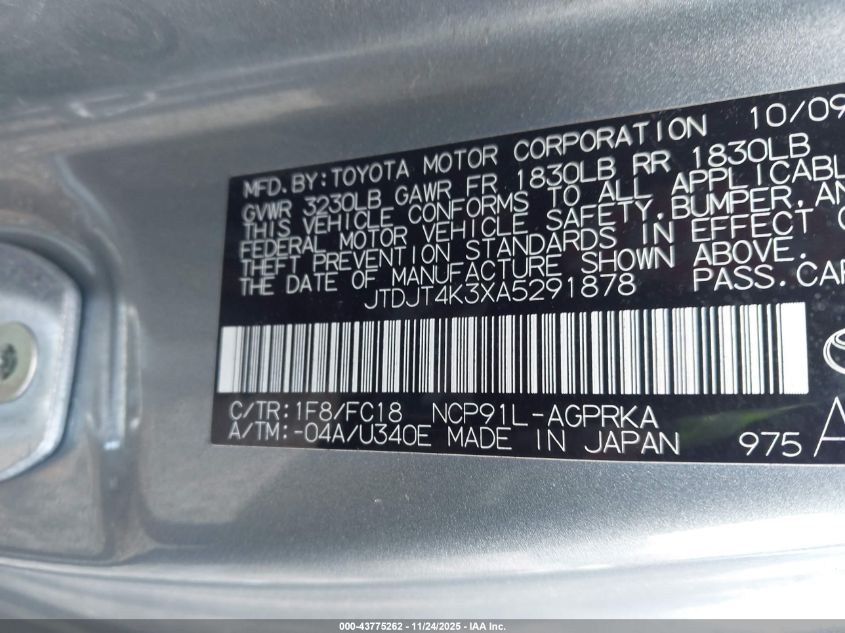 MFD. BY: TOYOTA MOTOR CORPORATION 10/09
GVWR 3230LB GAWR FR 1830LB RR 1830LB
THIS VEHICLE CONFORMS TO ALL APPLICABL
FEDERAL MOTOR VEHICLE SAFETY, BUMPER, AN
THEFT PREVENTION STANDARDS IN EFFECT O
THE DATE OF MANUFACTURE SHOWN ABOVE.
JTDJT4K3XA5291878 PASS. CAR
C/TR: 1F8/FC18 NCP91L-AGPRKA
A/TM: -04A/U340E MADE IN JAPAN 975 A
000-43775262 - 11/24/2025 - IAA Inc.